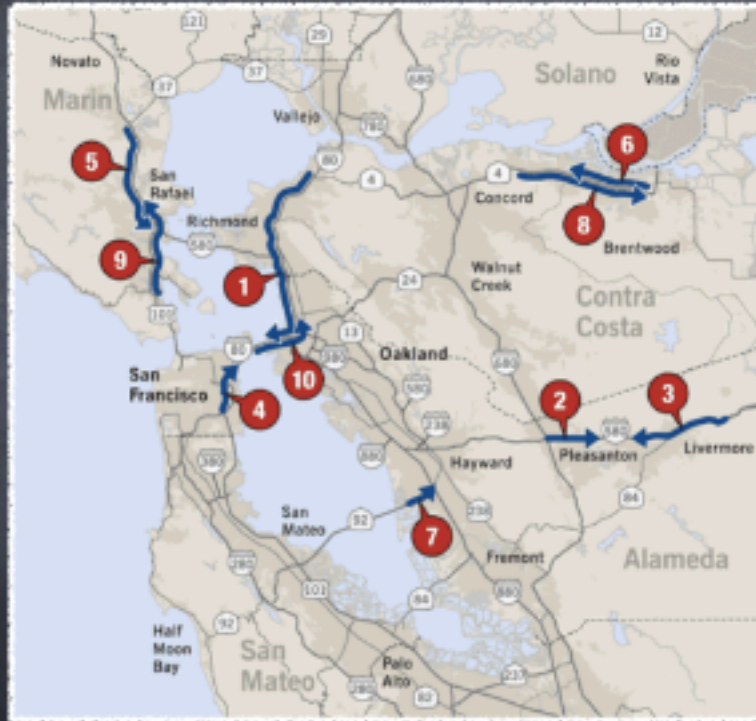 121
29
12
Novato
37
37
680
Solano
Rio
Vista
Marin
Vallejo
780
5
San
Rafael
80
4
4
6
Concord
8
Richmond
580
Brentwood
9
1
Walnut
Creek
24
Contra
Costa
101
80
13
Oakland
680
San
Francisco
10
580
4
2
3
238
580
Pleasanton
Livermore
880
Hayward
380
84
San
Mateo
92
7
238
Fremont
Alameda
280
101
84
880
92
Half
Moon
Bay
San
Mateo
Palo
Alto
237
280
82